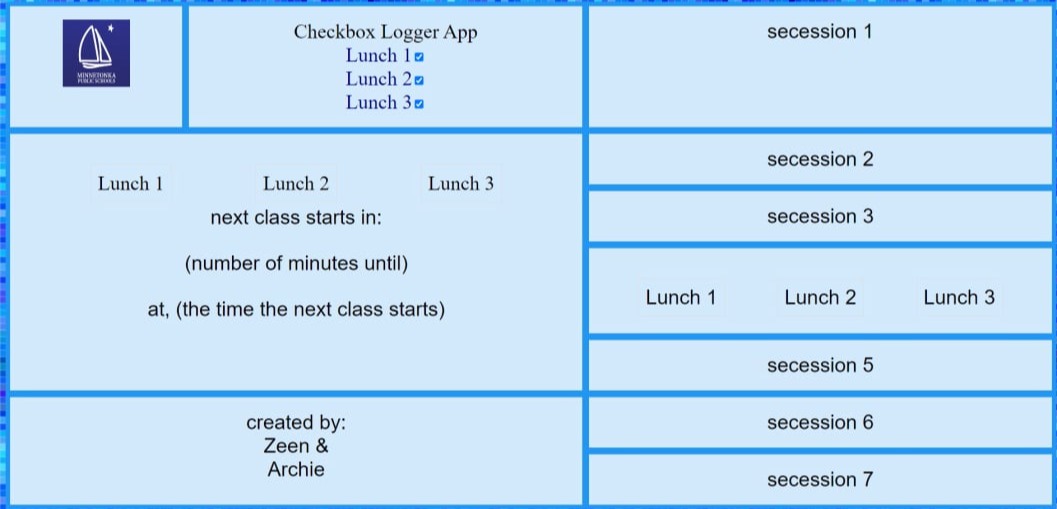 MINNETONKA
PUBLIC SCHOOLS
Checkbox Logger App
Lunch 1
Lunch 2
Lunch 3
secession 1
Lunch 1 Lunch 2 Lunch 3
next class starts in:
(number of minutes until)
at, (the time the next class starts)
secession 2
secession 3
Lunch 1 Lunch 2 Lunch 3
secession 5
created by:
Zeen &
Archie
secession 6
secession 7